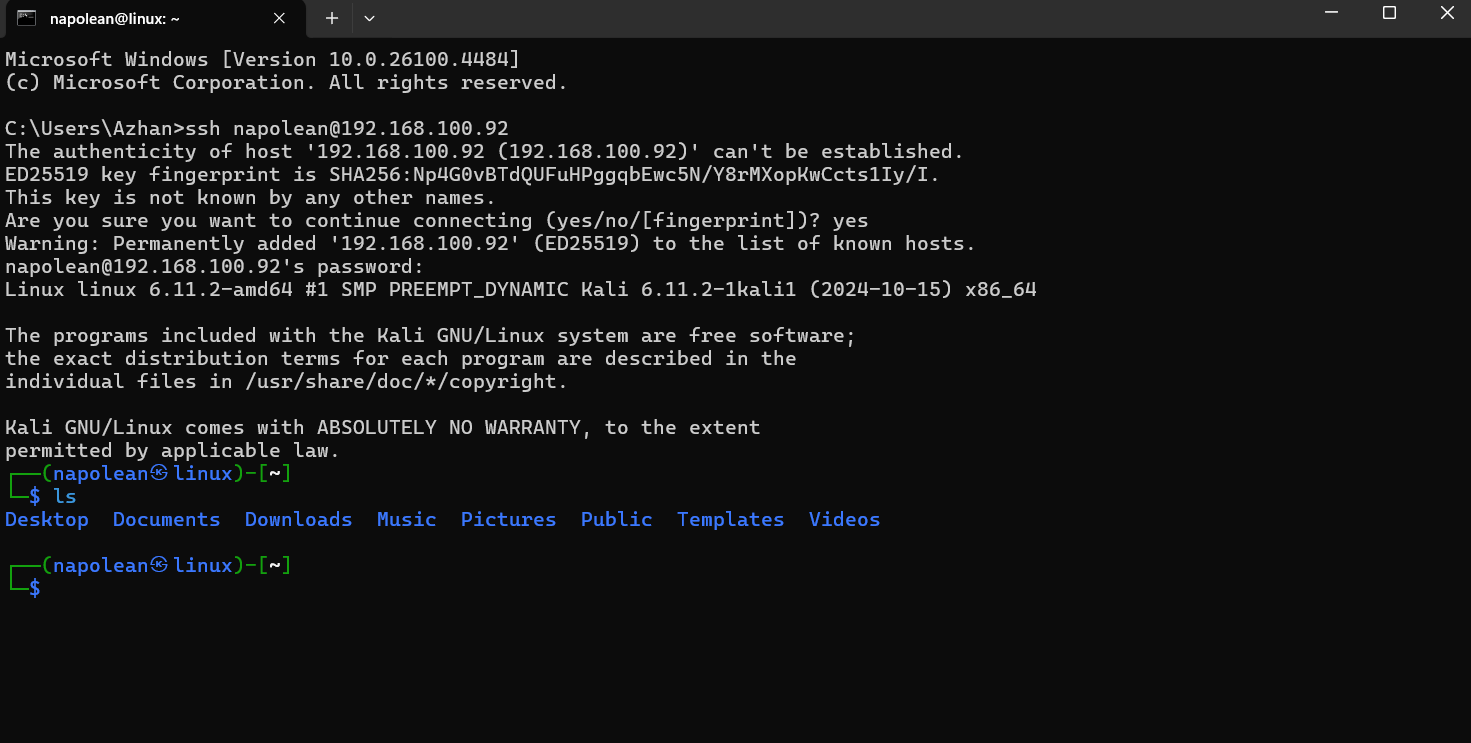 napolean@linux: ~
Microsoft Windows [Version 10.0.26100.4484]
(c) Microsoft Corporation. All rights reserved.
C:\Users\Azhan>ssh napolean@192.168.100.92
The authenticity of host '192.168.100.92 (192.168.100.92)' can't be established.
ED25519 key fingerprint is SHA256:Np4G0vBTdQUFuHPggqbEwc5N/Y8rMXopKwCcts1Iy/I.
This key is not known by any other names.
Are you sure you want to continue connecting (yes/no/[fingerprint])? yes
Warning: Permanently added '192.168.100.92' (ED25519) to the list of known hosts.
napolean@192.168.100.92's password:
Linux linux 6.11.2-amd64 #1 SMP PREEMPT_DYNAMIC Kali 6.11.2-1kali1 (2024-10-15) x86_64
The programs included with the Kali GNU/Linux system are free software;
the exact distribution terms for each program are described in the
individual files in /usr/share/doc/*/copyright.
Kali GNU/Linux comes with ABSOLUTELY NO WARRANTY, to the extent
permitted by applicable law.
┌──(napolean㉿linux)-[~]
└─$ ls
Desktop  Documents  Downloads  Music  Pictures  Public  Templates  Videos
┌──(napolean㉿linux)-[~]
└─$